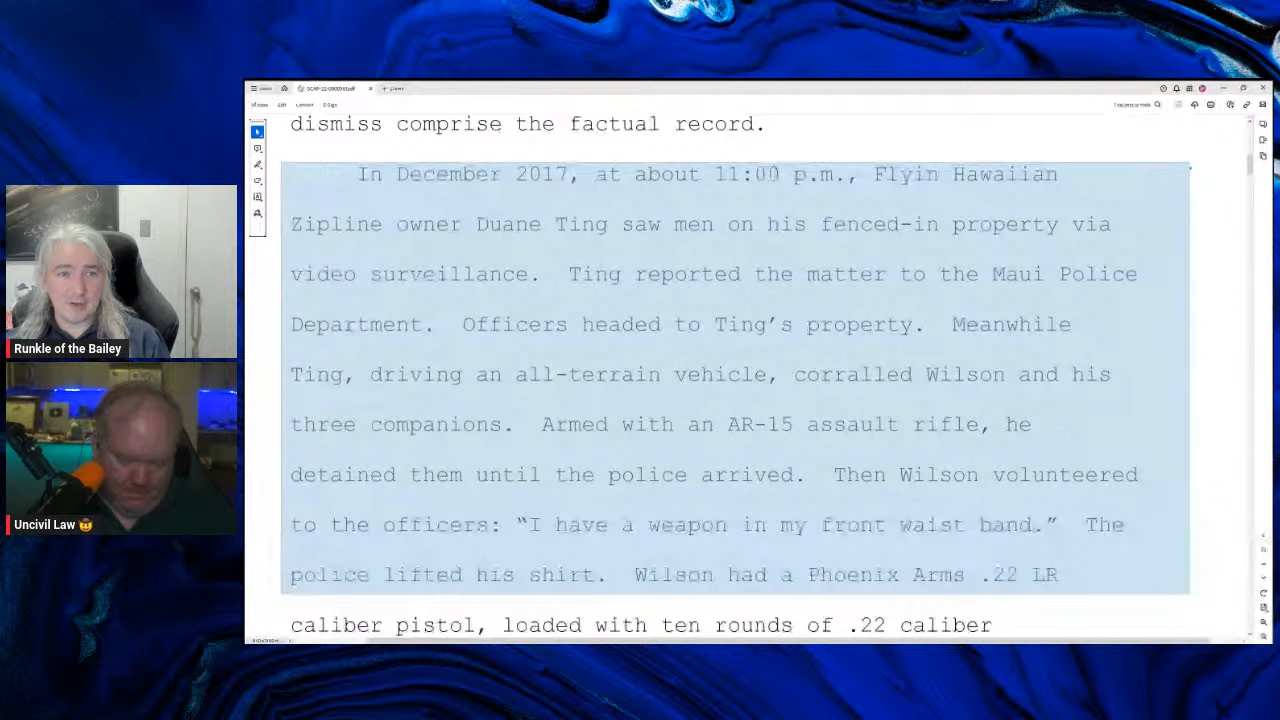 SCAP-22-0000561.pdf
dismiss comprise the factual record.
In December 2017, at about 11:00 p.m., Flyin Hawaiian
Zipline owner Duane Ting saw men on his fenced-in property via
video surveillance. Ting reported the matter to the Maui Police
Department. Officers headed to Ting's property. Meanwhile
Ting, driving an all-terrain vehicle, corralled Wilson and his
three companions. Armed with an AR-15 assault rifle, he
detained them until the police arrived. Then Wilson volunteered
to the officers: “I have a weapon in my front waist band.” The
police lifted his shirt. Wilson had a Phoenix Arms .22 LR
caliber pistol, loaded with ten rounds of .22 caliber
Runkle of the Bailey
Uncivil Law 🤠